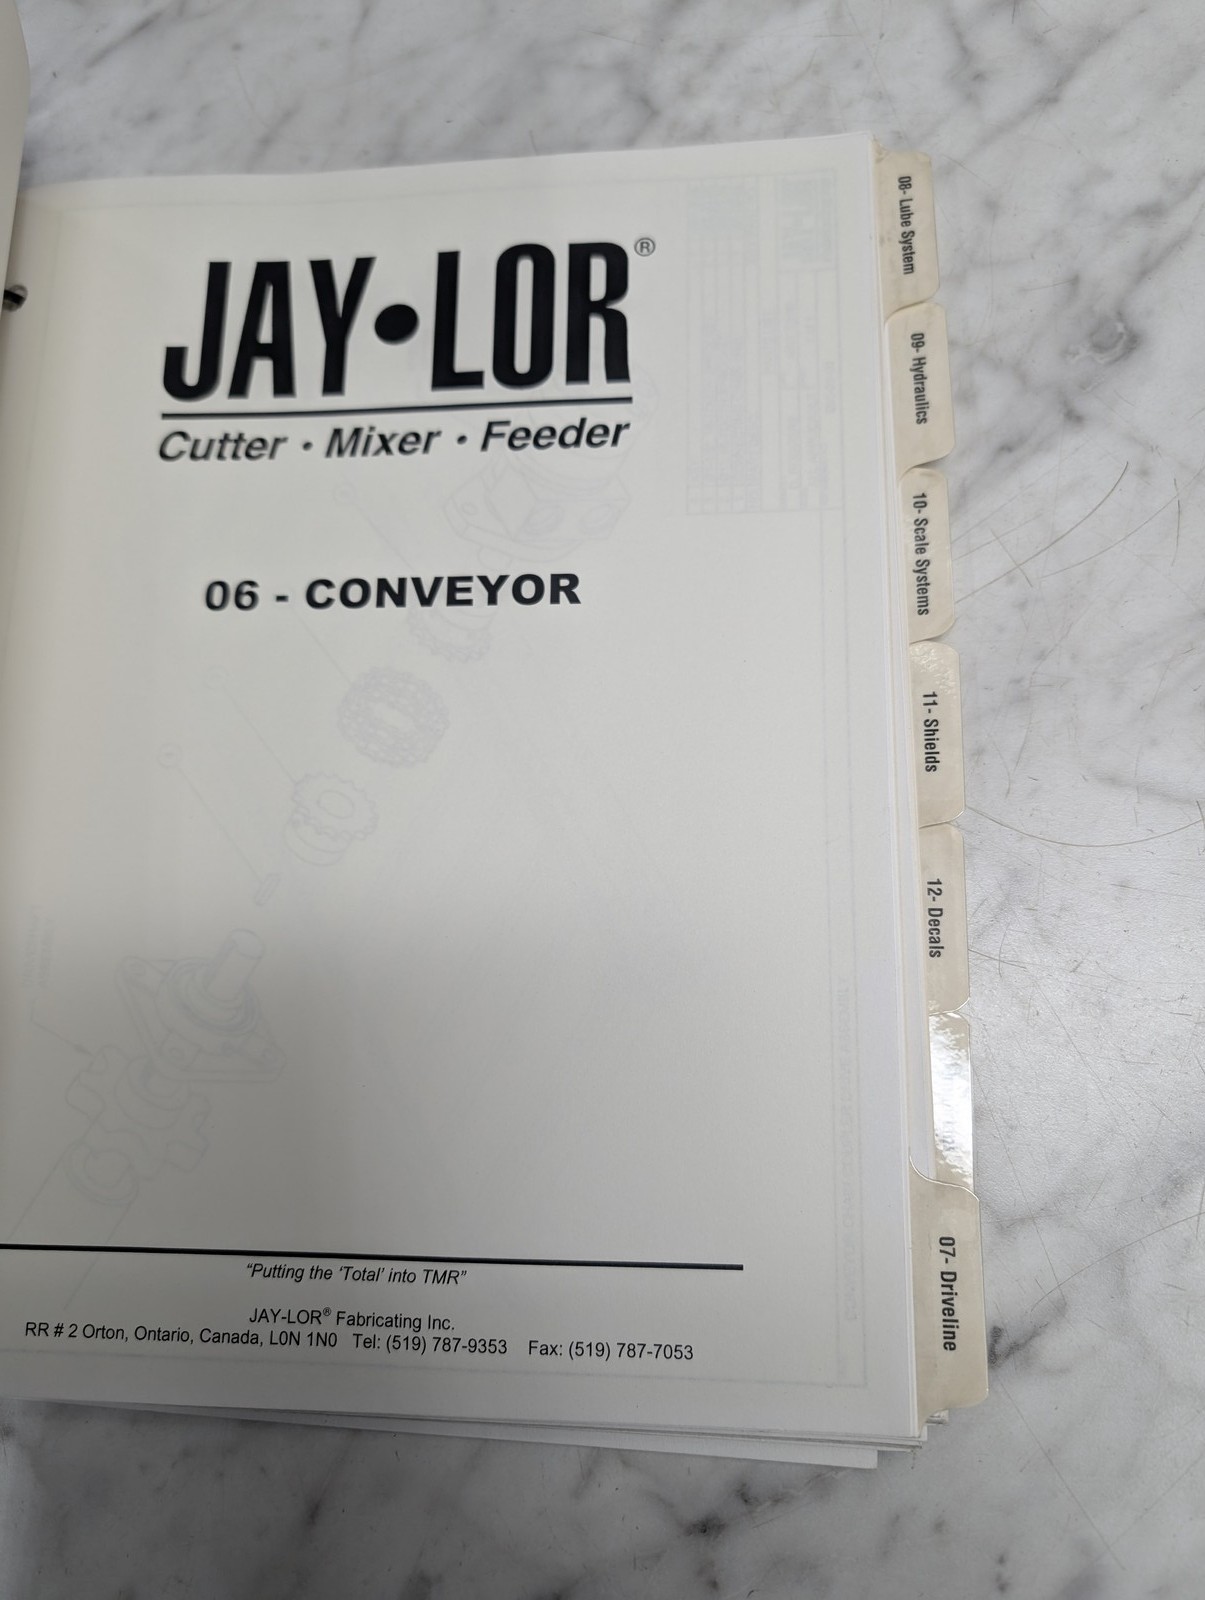 JAY•LOR®
Cutter • Mixer • Feeder
06 - CONVEYOR
"Putting the 'Total' into TMR"
JAY-LOR® Fabricating Inc.
RR # 2 Orton, Ontario, Canada, L0N 1N0 Tel: (519) 787-9353 Fax: (519) 787-7053
08- Lube System
09- Hydraulics
10- Scale Systems
11- Shields
12- Decals
07- Driveline